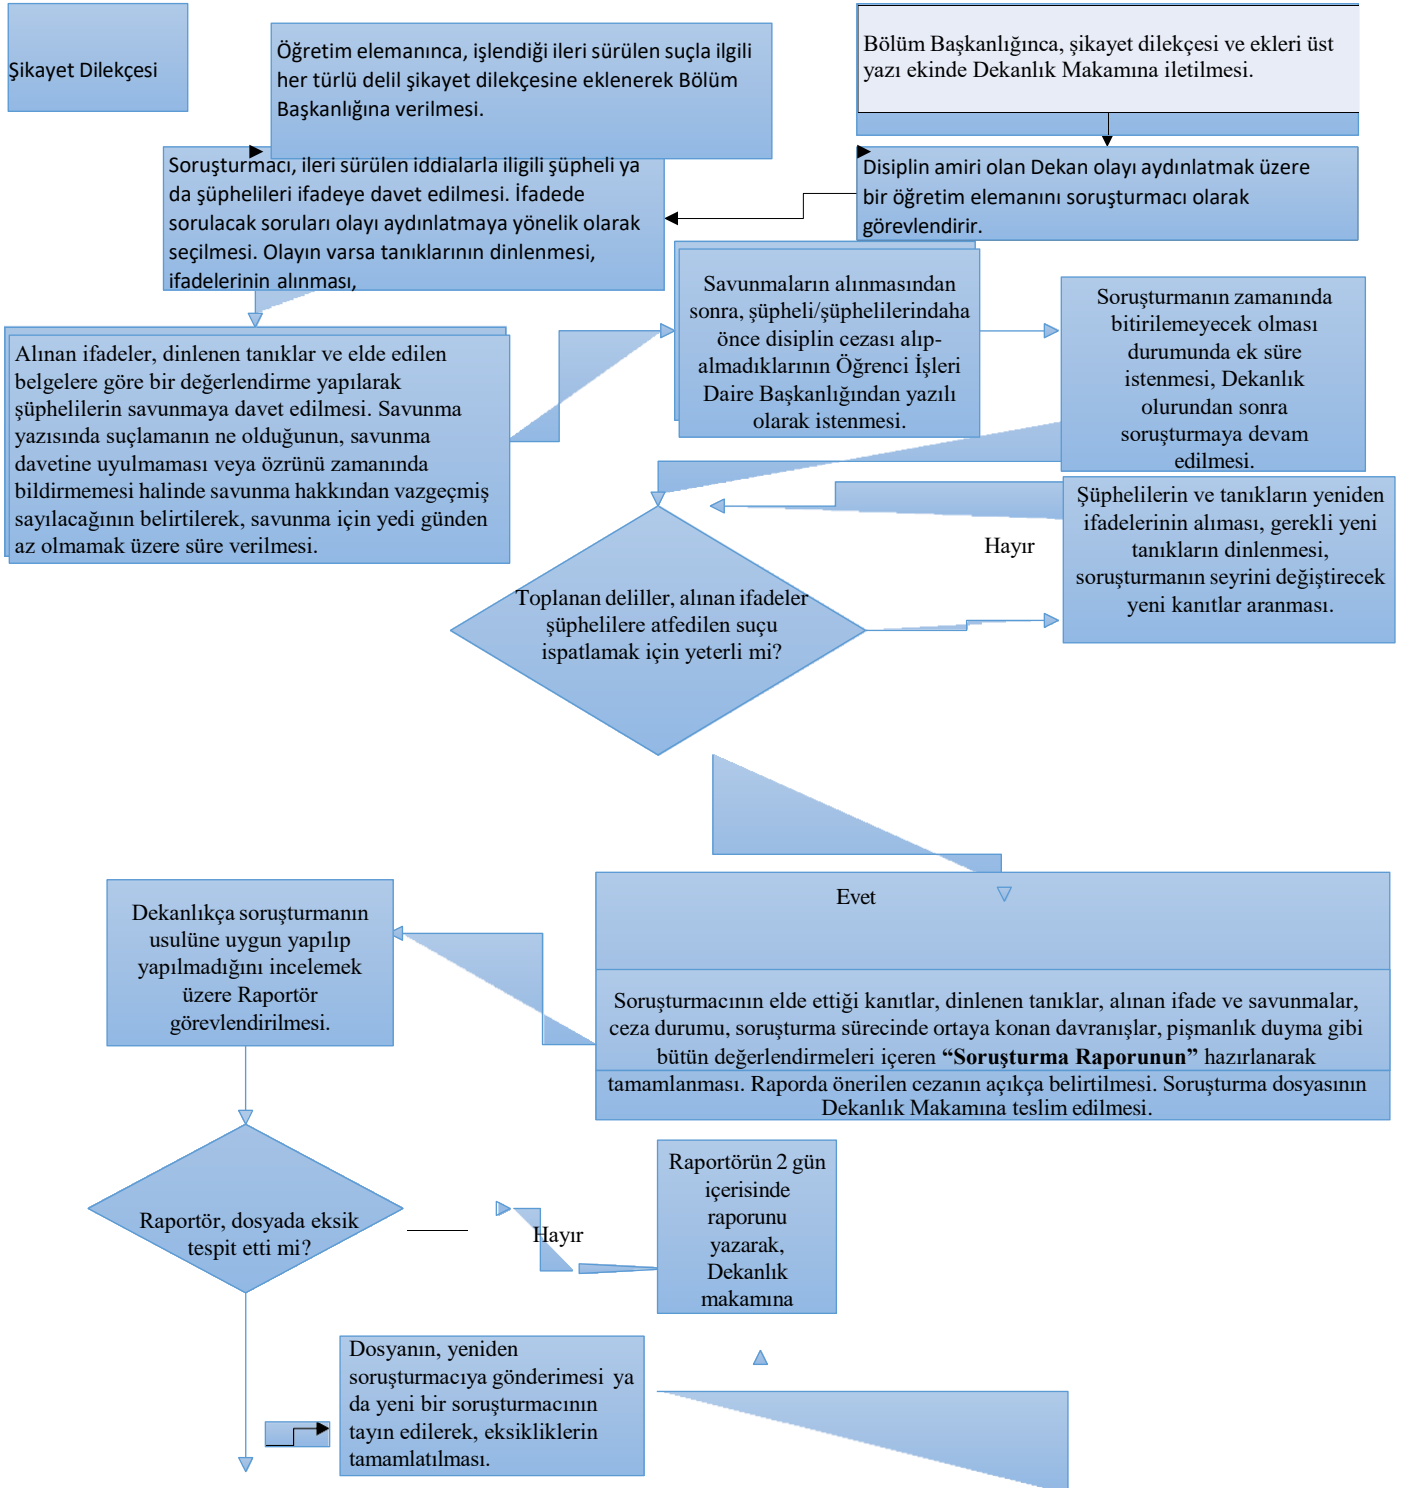 Şikayet Dilekçesi
Öğretim elemanınca, işlendiği ileri sürülen suçla ilgili
her türlü delil şikayet dilekçesine eklenerek Bölüm
Başkanlığına verilmesi.
Bölüm Başkanlığınca, şikayet dilekçesi ve ekleri üst
yazı ekinde Dekanlık Makamına iletilmesi.
Disiplin amiri olan Dekan olayı aydınlatmak üzere
bir öğretim elemanını soruşturmacı olarak
görevlendirir.
Soruşturmacı, ileri sürülen iddialarla iligili şüpheli ya
da şüphelileri ifadeye davet edilmesi. İfadede
sorulacak soruları olayı aydınlatmaya yönelik olarak
seçilmesi. Olayın varsa tanıklarının dinlenmesi,
ifadelerinin alınması,
Alınan ifadeler, dinlenen tanıklar ve elde edilen
belgelere göre bir değerlendirme yapılarak
şüphelilerin savunmaya davet edilmesi. Savunma
yazısında suçlamanın ne olduğunun, savunma
davetine uyulmaması veya özrünü zamanında
bildirmemesi halinde savunma hakkından vazgeçmiş
sayılacağının belirtilerek, savunma için yedi günden
az olmamak üzere süre verilmesi.
Savunmaların alınmasından
sonra, şüpheli/şüphelilerindaha
önce disiplin cezası alıp-
almadıklarının Öğrenci İşleri
Daire Başkanlığından yazılı
olarak istenmesi.
Soruşturmanın zamanında
bitirilemeyecek olması
durumunda ek süre
istenmesi, Dekanlık
olurundan sonra
soruşturmaya devam
edilmesi.
Şüphelilerin ve tanıkların yeniden
ifadelerinin alıması, gerekli yeni
tanıkların dinlenmesi,
soruşturmanın seyrini değiştirecek
yeni kanıtlar aranması.
Hayır
Toplanan deliller, alınan ifadeler
şüphelilere atfedilen suçu
ispatlamak için yeterli mi?
Evet
Soruşturmacının elde ettiği kanıtlar, dinlenen tanıklar, alınan ifade ve savunmalar,
ceza durumu, soruşturma sürecinde ortaya konan davranışlar, pişmanlık duyma gibi
bütün değerlendirmeleri içeren “Soruşturma Raporunun” hazırlanarak
tamamlanması. Raporda önerilen cezanın açıkça belirtilmesi. Soruşturma dosyasının
Dekanlık Makamına teslim edilmesi.
Dekanlıkça soruşturmanın
usulüne uygun yapılıp
yapılmadığını incelemek
üzere Raportör
görevlendirilmesi.
Raportör, dosyada eksik
tespit etti mi?
Hayır
Raportörün 2 gün
içerisinde
raporunu
yazarak,
Dekanlık
makamına
Dosyanın, yeniden
soruşturmacıya gönderimesi ya
da yeni bir soruşturmacının
tayin edilerek, eksikliklerin
tamamlatılması.